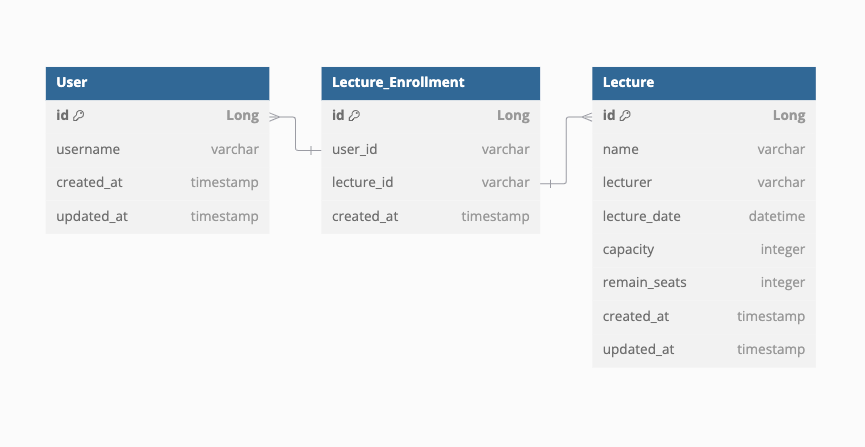 User
id Long
username varchar
created_at timestamp
updated_at timestamp
Lecture_Enrollment
id Long
user_id varchar
lecture_id varchar
created_at timestamp
Lecture
id Long
name varchar
lecturer varchar
lecture_date datetime
capacity integer
remain_seats integer
created_at timestamp
updated_at timestamp